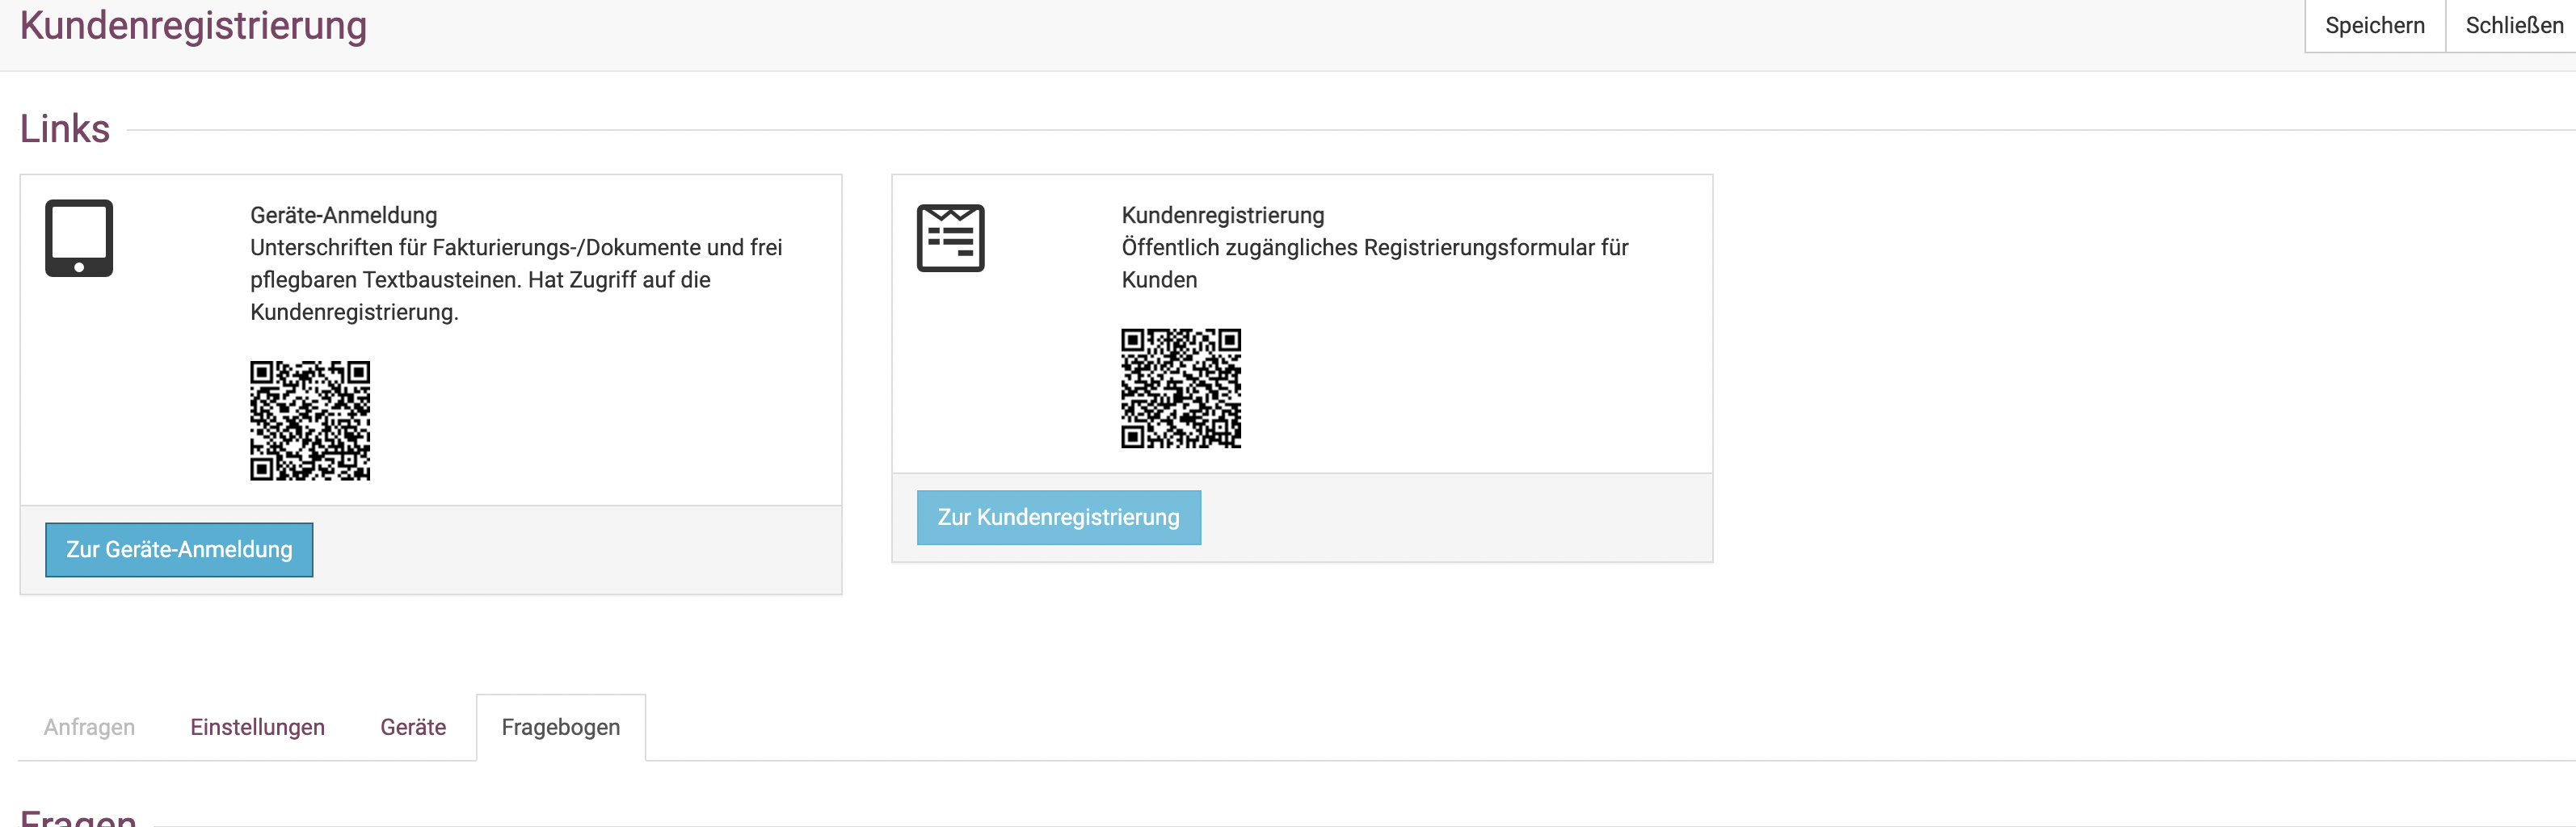 Kundenregistrierung
Speichern
Schließen
Links
Geräte-Anmeldung
Unterschriften für Fakturierungs-/Dokumente und frei
pflegbaren Textbausteinen. Hat Zugriff auf die
Kundenregistrierung.
Zur Geräte-Anmeldung
Kundenregistrierung
Öffentlich zugängliches Registrierungsformular für
Kunden
Zur Kundenregistrierung
Anfragen
Einstellungen
Geräte
Fragebogen
Fragen